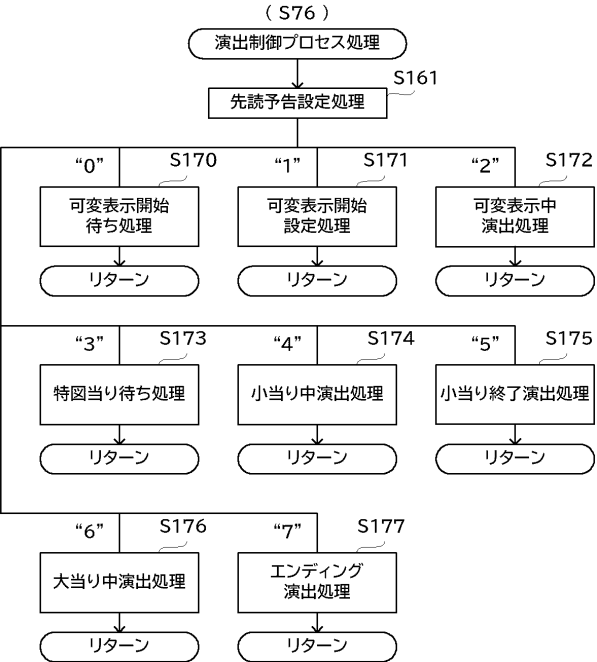 ( S76 )
演出制御プロセス処理
S161
先読予告設定処理
“0” S170 “1” S171 “2” S172
可変表示開始
待ち処理
可変表示開始
設定処理
可変表示中
演出処理
リターン リターン リターン
“3” S173 “4” S174 “5” S175
特図当り待ち処理 小当り中演出処理 小当り終了演出処理
リターン リターン リターン
“6” S176 “7” S177
大当り中演出処理
エンディング
演出処理
リターン リターン